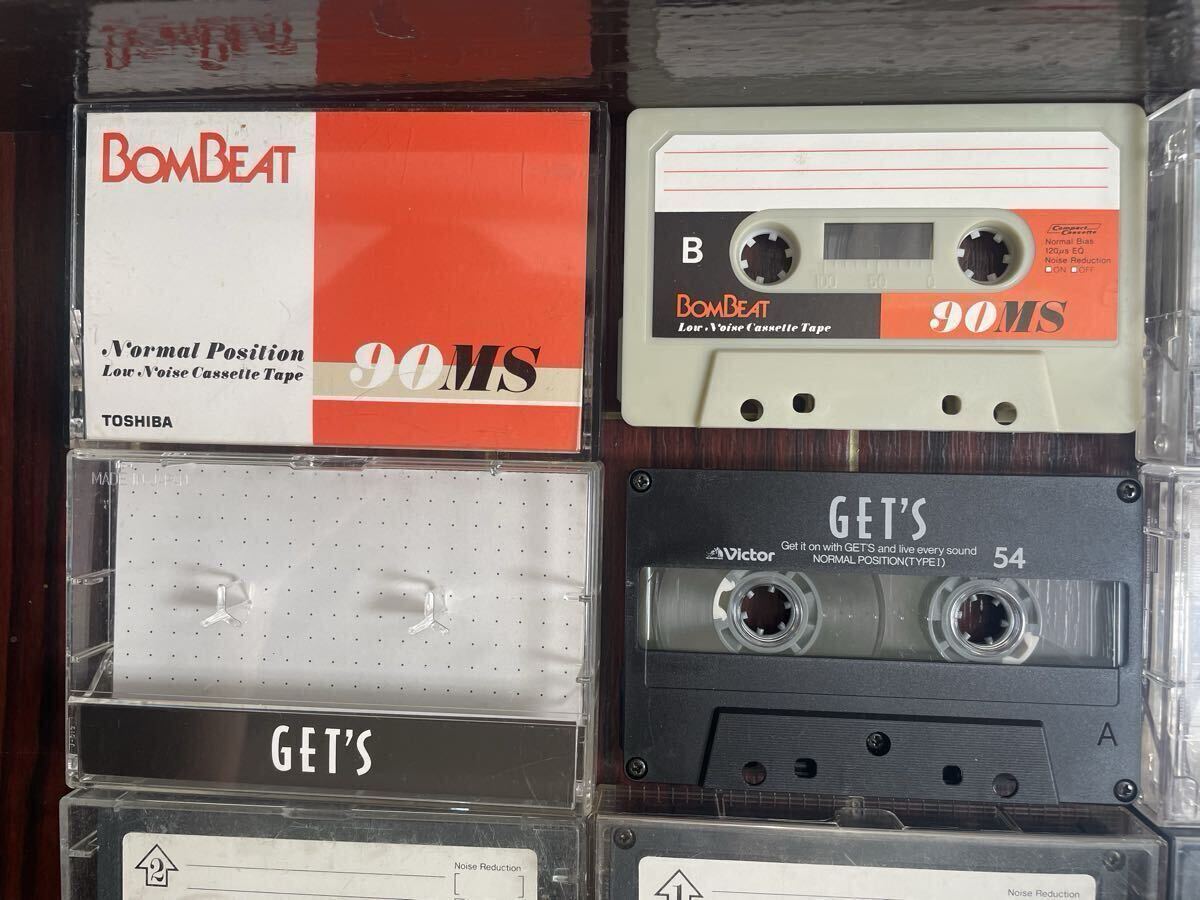 BOMBEAT
Normal Position
Low Noise Cassette Tape
90MS
TOSHIBA
B
Compact Cassette
Normal Bias
120μs EQ
Noise Reduction
ON OFF
100 50 0
BOMBEAT
Low Noise Cassette Tape
90MS
MADE IN JAPAN
GET'S
GET'S
Get it on with GET'S and live every sound
Victor
NORMAL POSITION(TYPE I)
54
A
2
Noise Reduction
1
Noise Reduction